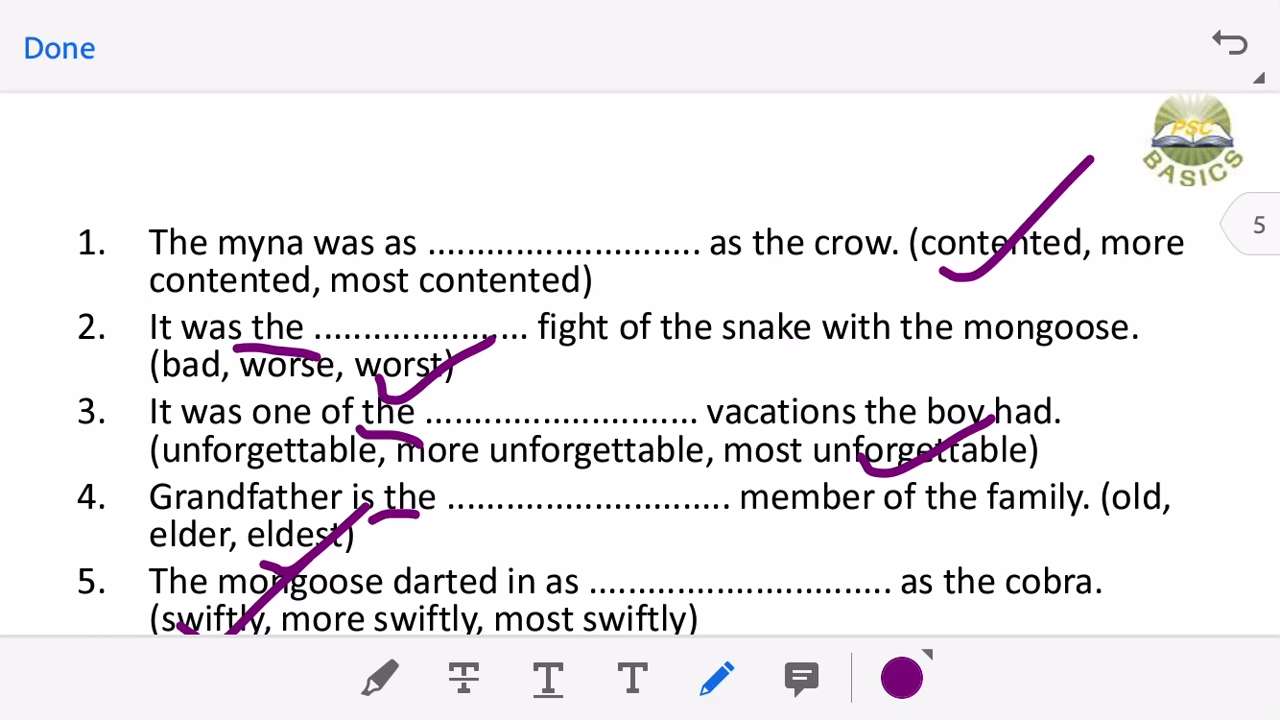 Done
PSC
BASICS
5
1. The myna was as ........................... as the crow. (contented, more
contented, most contented)
2. It was the ...................... fight of the snake with the mongoose.
(bad, worse, worst)
3. It was one of the ............................ vacations the boy had.
(unforgettable, more unforgettable, most unforgettable)
4. Grandfather is the ............................. member of the family. (old,
elder, eldest)
5. The mongoose darted in as ............................... as the cobra.
(swiftly, more swiftly, most swiftly)
T T T